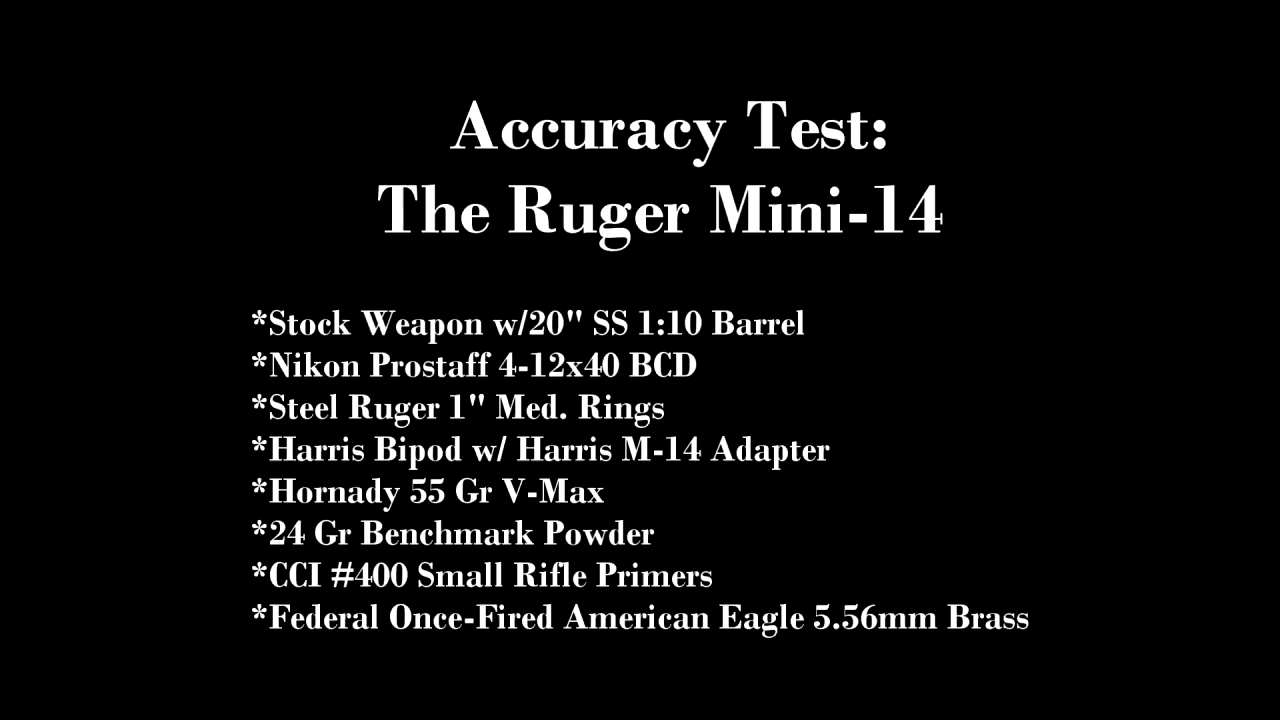 Accuracy Test:
The Ruger Mini-14
*Stock Weapon w/20" SS 1:10 Barrel
*Nikon Prostaff 4-12x40 BCD
*Steel Ruger 1" Med. Rings
*Harris Bipod w/ Harris M-14 Adapter
*Hornady 55 Gr V-Max
*24 Gr Benchmark Powder
*CCI #400 Small Rifle Primers
*Federal Once-Fired American Eagle 5.56mm Brass